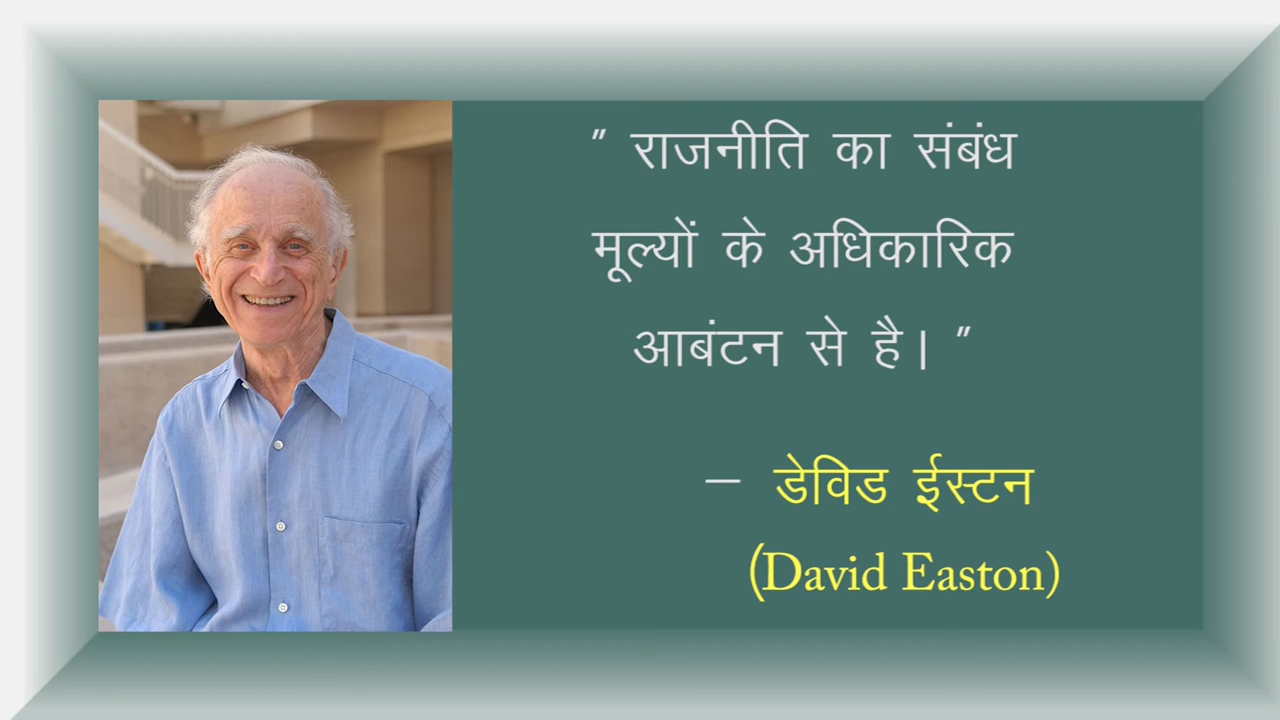 " राजनीति का संबंध
मूल्यों के अधिकारिक
आबंटन से है। "
– डेविड ईस्टन
(David Easton)